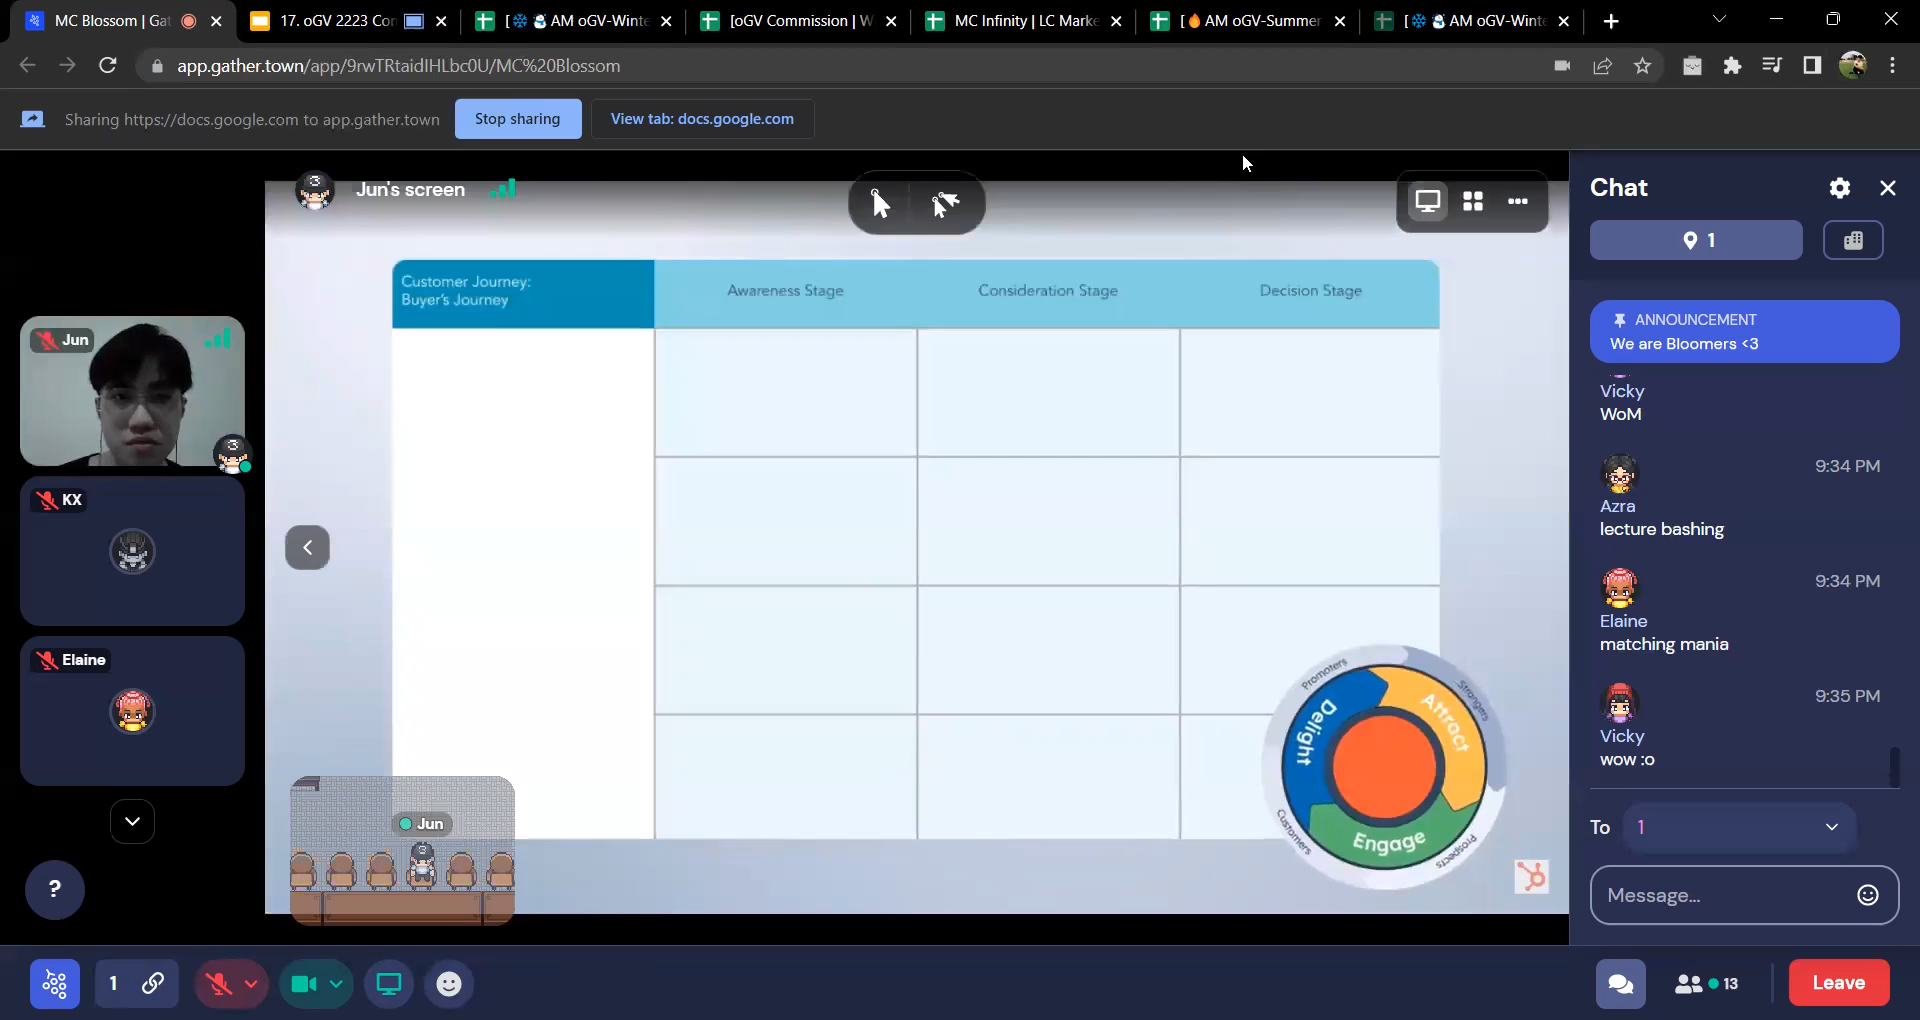 MC Blossom | Gat
17. oGV 2223 Con
[❄️⛄AM oGV-Winte
[oGV Commission | W
MC Infinity | LC Marke
[🔥AM oGV-Summer
[❄️⛄AM oGV-Winte
app.gather.town/app/9rwTRtaidIHLbc0U/MC%20Blossom
Sharing https://docs.google.com to app.gather.town
Stop sharing
View tab: docs.google.com
Jun's screen
Customer Journey:
Buyer's Journey
Awareness Stage
Consideration Stage
Decision Stage
Promoters
Strangers
Prospects
Customers
Delight
Attract
Engage
Jun
KX
Elaine
Jun
?
Chat
1
ANNOUNCEMENT
We are Bloomers <3
Vicky
WoM
9:34 PM
Azra
lecture bashing
9:34 PM
Elaine
matching mania
9:35 PM
Vicky
wow :o
To 1
Message...
1
13
Leave